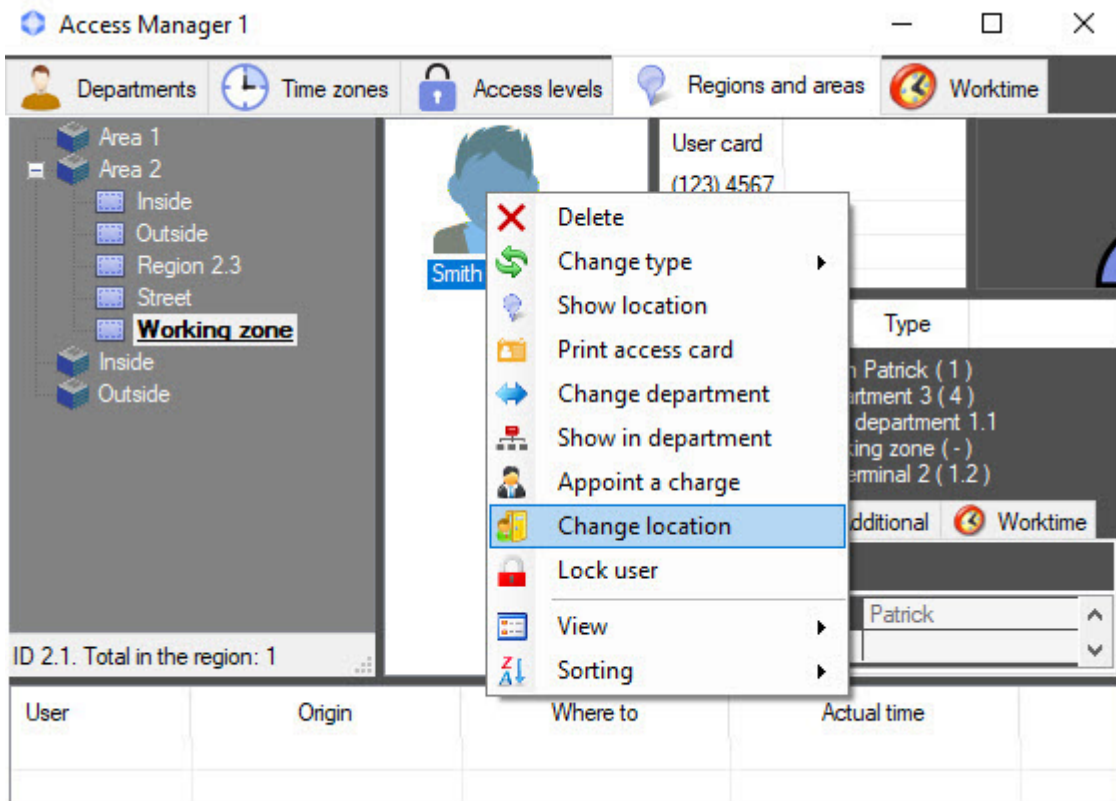 Access Manager 1
Departments
Time zones
Access levels
Regions and areas
Worktime
Area 1
Area 2
Inside
Outside
Region 2.3
Street
Working zone
Inside
Outside
ID 2.1. Total in the region: 1
Smith
User card
(123) 4567
Delete
Change type
Show location
Print access card
Change department
Show in department
Appoint a charge
Change location
Lock user
View
Sorting
Type
Patrick ( 1 )
3 ( 4 )
department 1.1
zone ( - )
2 ( 1.2 )
Worktime
Patrick
User Origin Where to Actual time